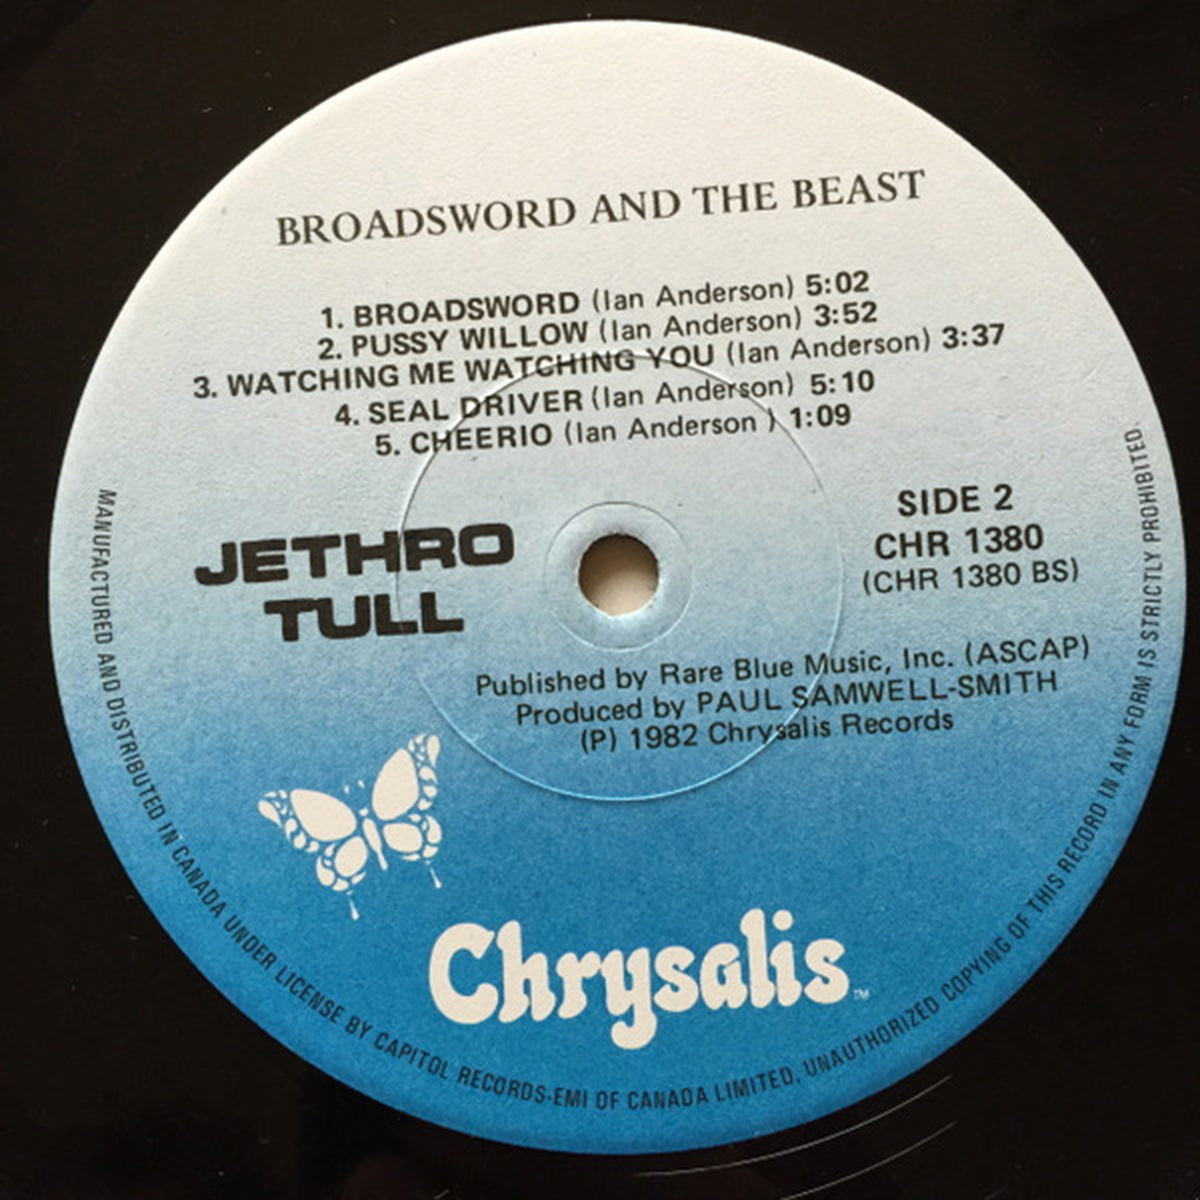 BROADSWORD AND THE BEAST
1. BROADSWORD (Ian Anderson) 5:02
2. PUSSY WILLOW (Ian Anderson) 3:52
3. WATCHING ME WATCHING YOU (Ian Anderson) 3:37
4. SEAL DRIVER (Ian Anderson) 5:10
5. CHEERIO (Ian Anderson ) 1:09
SIDE 2
CHR 1380
(CHR 1380 BS)
JETHRO
TULL
Published by Rare Blue Music, Inc. (ASCAP)
Produced by PAUL SAMWELL-SMITH
(P) 1982 Chrysalis Records
Chrysalis TM
MANUFACTURED AND DISTRIBUTED IN CANADA UNDER LICENSE BY CAPITOL RECORDS-EMI OF CANADA LIMITED. UNAUTHORIZED COPYING OF THIS RECORD IN ANY FORM IS STRICTLY PROHIBITED.